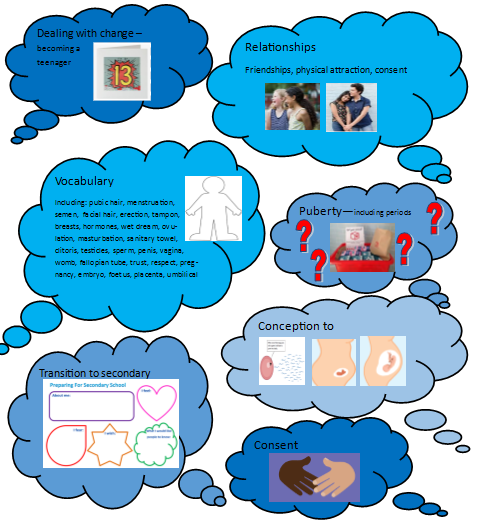 Dealing with change –
becoming a
teenager
13
Relationships
Friendships, physical attraction, consent
Vocabulary
Including: pubic hair, menstruation,
semen, facial hair, erection, tampon,
breasts, hormones, wet dream, ovu-
lation, masturbation, sanitary towel,
clitoris, testicles, sperm, penis, vagina,
womb, fallopian tube, trust, respect, preg-
nancy, embryo, foetus, placenta, umbilical
Puberty—including periods
? ? ? ?
Conception to
Transition to secondary
Preparing For Secondary School
About me:
I feel:
Consent